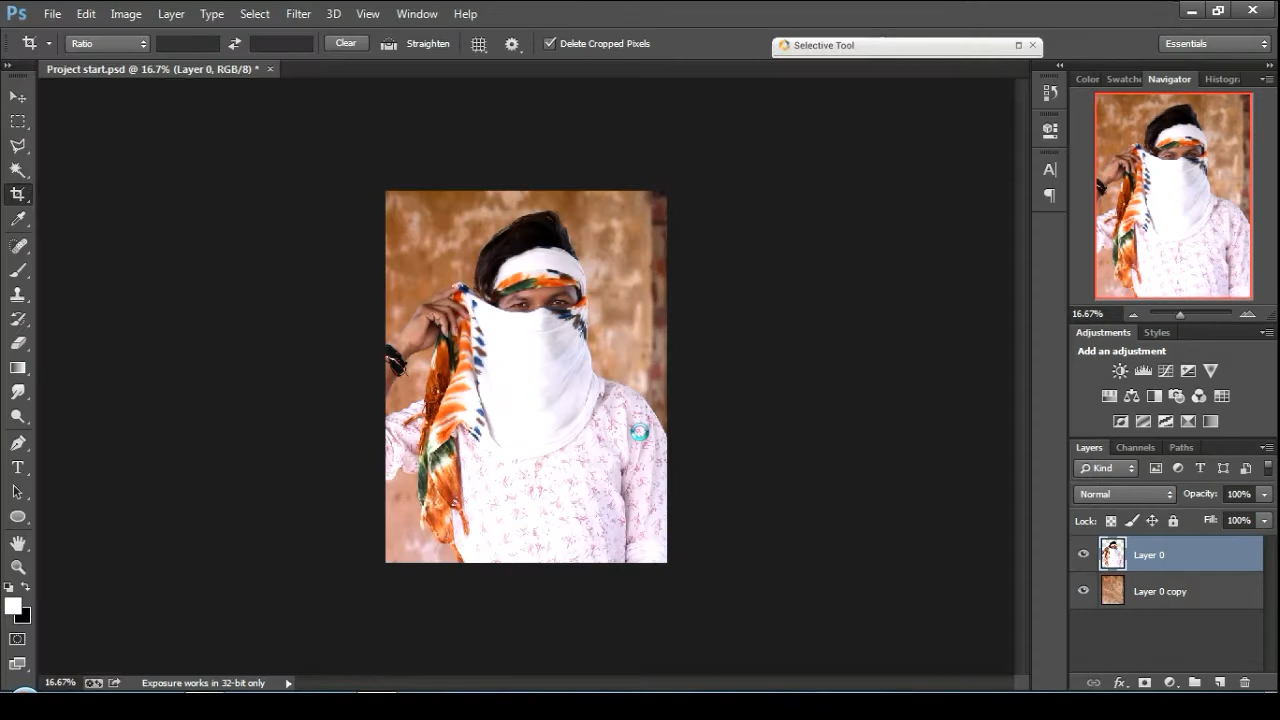 Ps File Edit Image Layer Type Select Filter 3D View Window Help
Ratio Clear Straighten Delete Cropped Pixels Selective Tool Essentials
Project start.psd @ 16.7% (Layer 0, RGB/8) *
Color Swatche Navigator Histogra
16.67%
Adjustments Styles
Add an adjustment
Layers Channels Paths
Kind
Normal Opacity: 100%
Lock: Fill: 100%
Layer 0
Layer 0 copy
16.67% Exposure works in 32-bit only